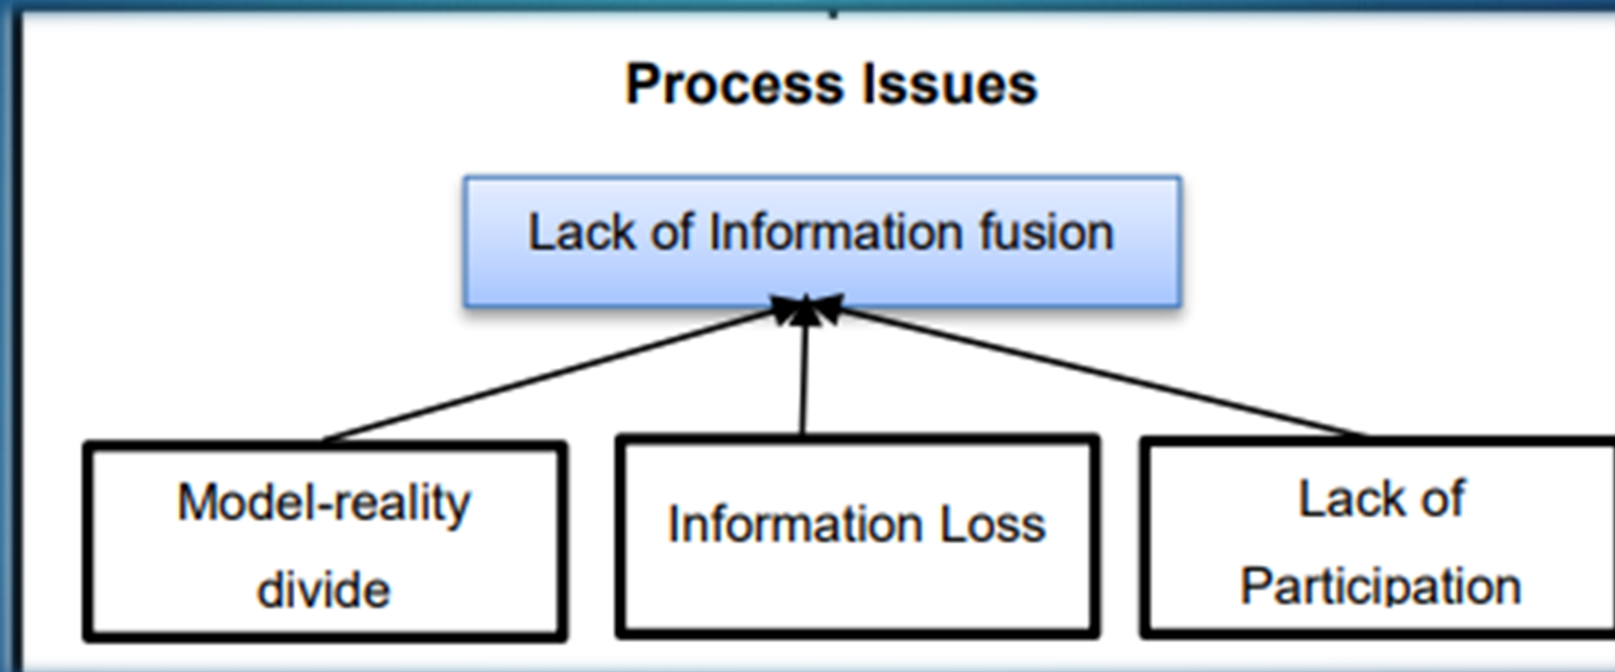 Process Issues
Lack of Information fusion
Model-reality
divide
Information Loss
Lack of
Participation